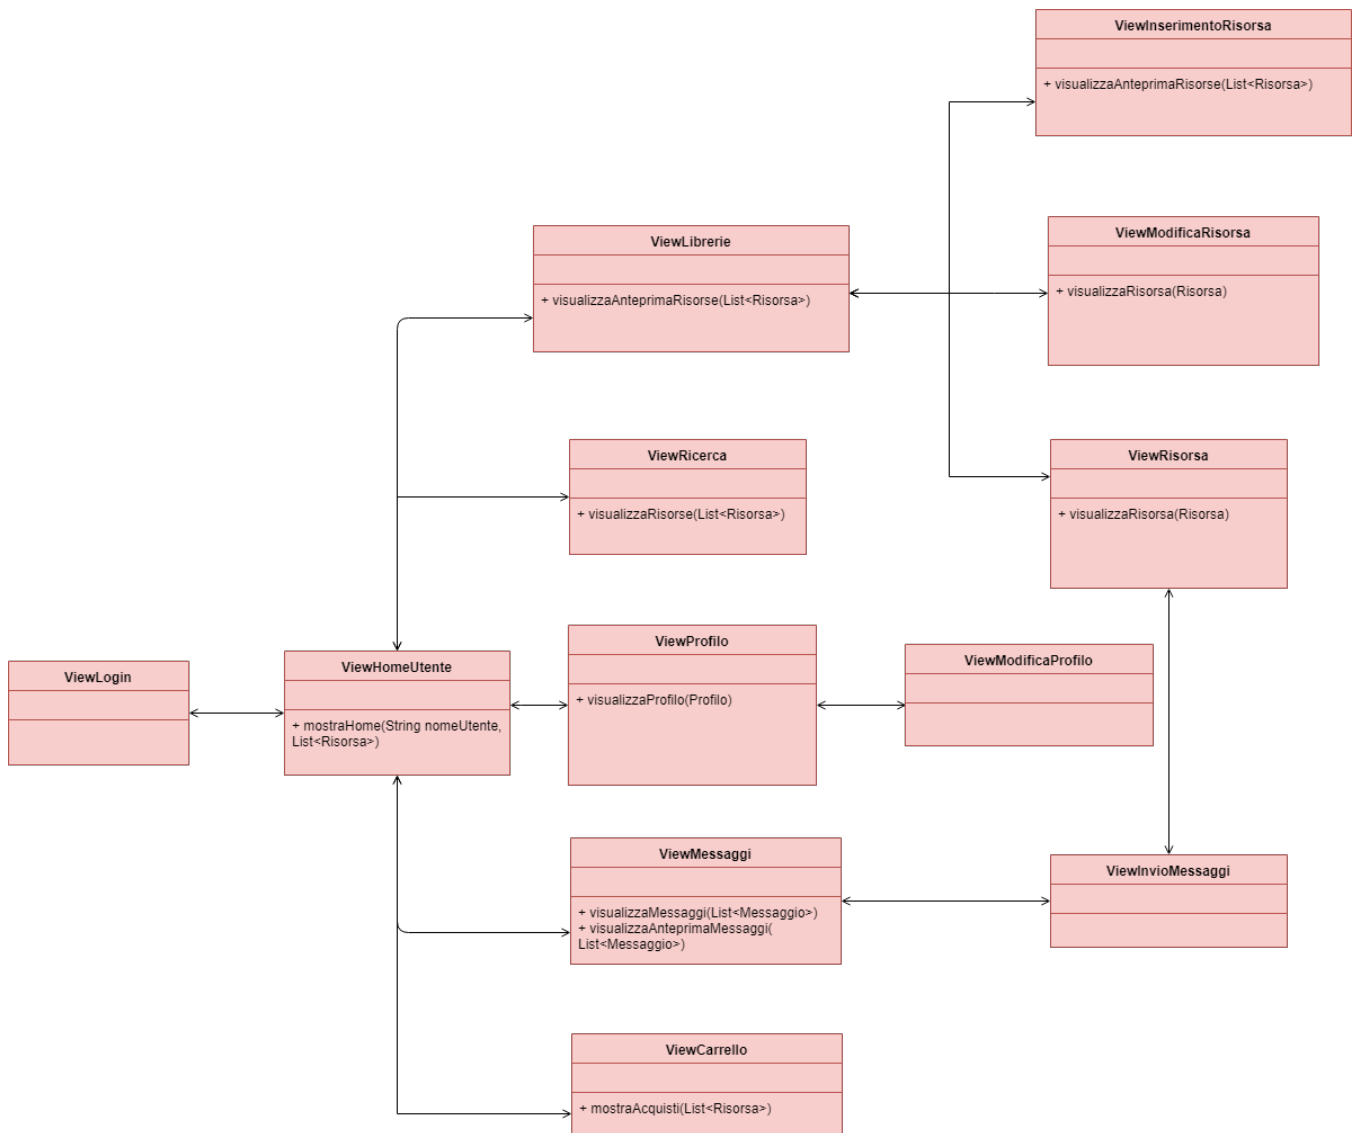 ViewInserimentoRisorsa
+ visualizzaAnteprimaRisorse(List<Risorsa>)
ViewLibrerie
+ visualizzaAnteprimaRisorse(List<Risorsa>)
ViewModificaRisorsa
+ visualizzaRisorsa(Risorsa)
ViewRicerca
+ visualizzaRisorse(List<Risorsa>)
ViewRisorsa
+ visualizzaRisorsa(Risorsa)
ViewLogin
ViewHomeUtente
+ mostraHome(String nomeUtente,
List<Risorsa>)
ViewProfilo
+ visualizzaProfilo(Profilo)
ViewModificaProfilo
ViewMessaggi
+ visualizzaMessaggi(List<Messaggio>)
+ visualizzaAnteprimaMessaggi(
List<Messaggio>)
ViewInvioMessaggi
ViewCarrello
+ mostraAcquisti(List<Risorsa>)